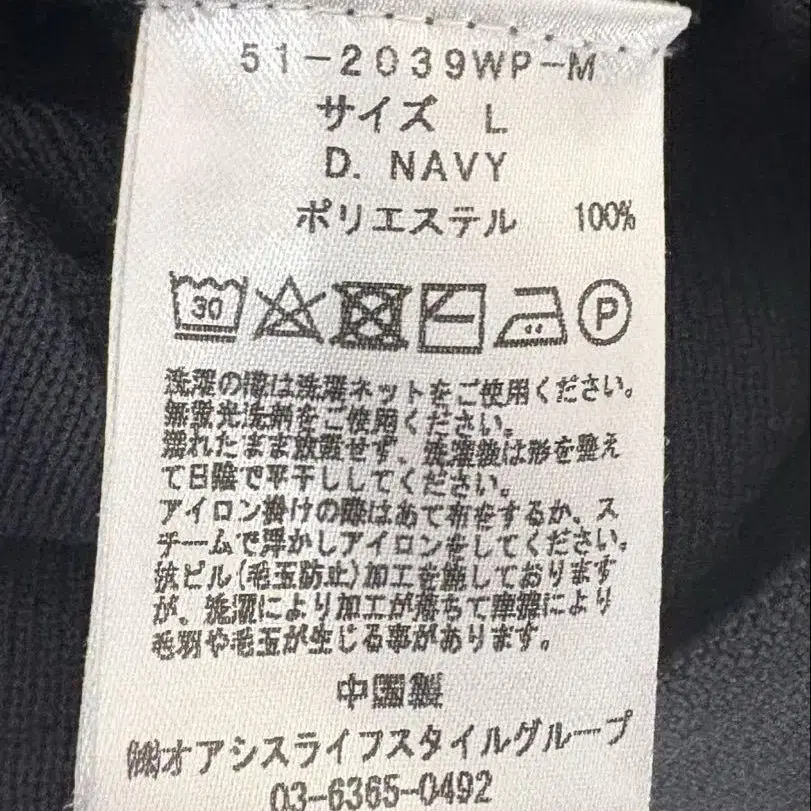 51-2039WP-M
サイズ L
D. NAVY
ポリエステル 100%
30
P
洗濯の際は洗濯ネットをご使用ください。
無蛍光洗剤をご使用ください。
濡れたまま放置せず、洗濯後は形を整え
て日陰で平干ししてください。
アイロン掛けの際はあて布をするか、ス
チームで浮かしアイロンをしてください。
抗ピル(毛玉防止)加工を施しております
が、洗濯により加工が落ちて摩擦により
毛羽や毛玉が生じる事があります。
中国製
㈱オアシスライフスタイルグループ
03-6365-0492